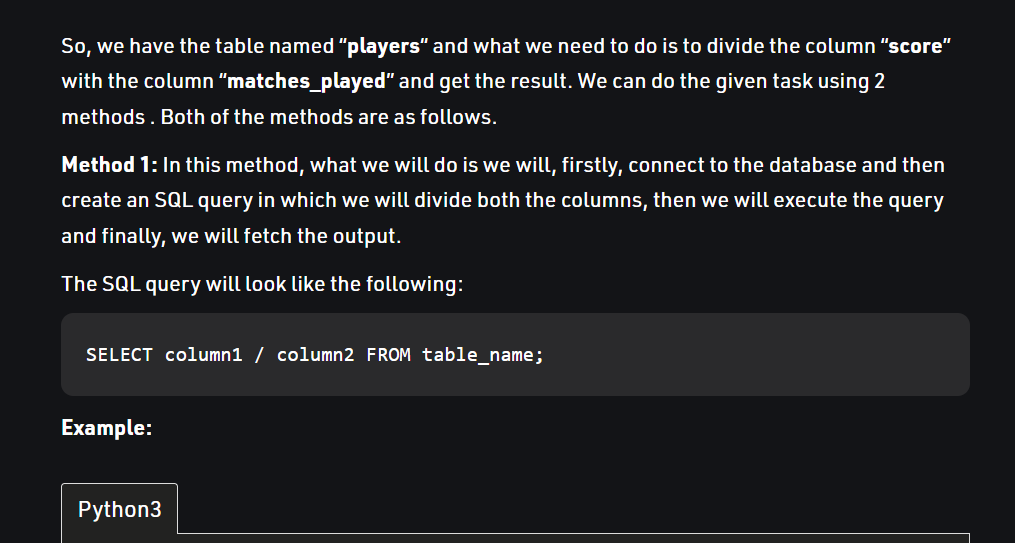 So, we have the table named “players” and what we need to do is to divide the column “score”
with the column “matches_played” and get the result. We can do the given task using 2
methods . Both of the methods are as follows.
Method 1: In this method, what we will do is we will, firstly, connect to the database and then
create an SQL query in which we will divide both the columns, then we will execute the query
and finally, we will fetch the output.
The SQL query will look like the following:
SELECT column1 / column2 FROM table_name;
Example:
Python3